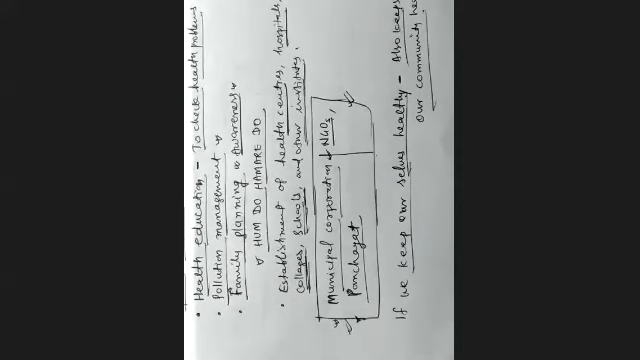 • Health education - To check health problems
• Pollution management
• Family planning Awareness
HUM DO HAMARE DO
• Establishment of health centres, hospitals,
collages, schools and other institutes.
Municipal corporation NGOs,
Panchayat
If we keep our selves healthy - Also keeps
our community